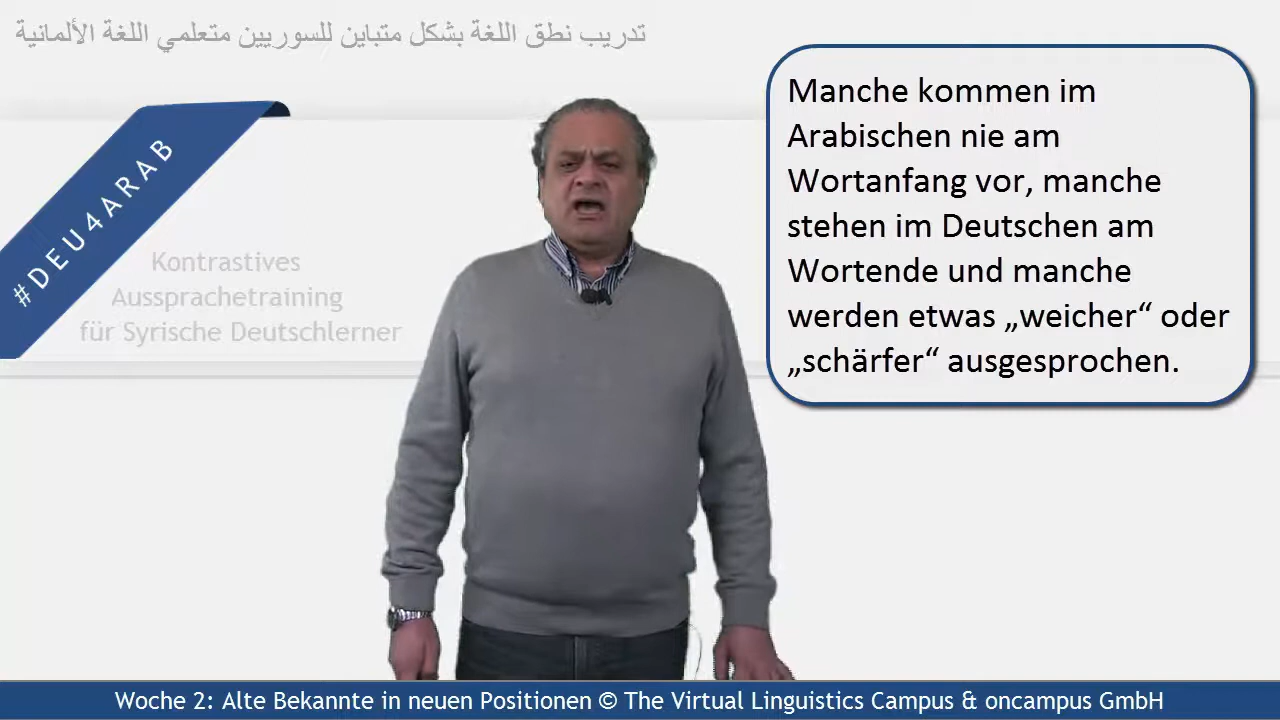 تدريب نطق اللغة بشكل متباين للسوريين متعلمي اللغة الألمانية
#DEU4ARAB
Kontrastives
Aussprachetraining
für Syrische Deutschlerner
Manche kommen im
Arabischen nie am
Wortanfang vor, manche
stehen im Deutschen am
Wortende und manche
werden etwas „weicher“ oder
„schärfer“ ausgesprochen.
Woche 2: Alte Bekannte in neuen Positionen © The Virtual Linguistics Campus & oncampus GmbH